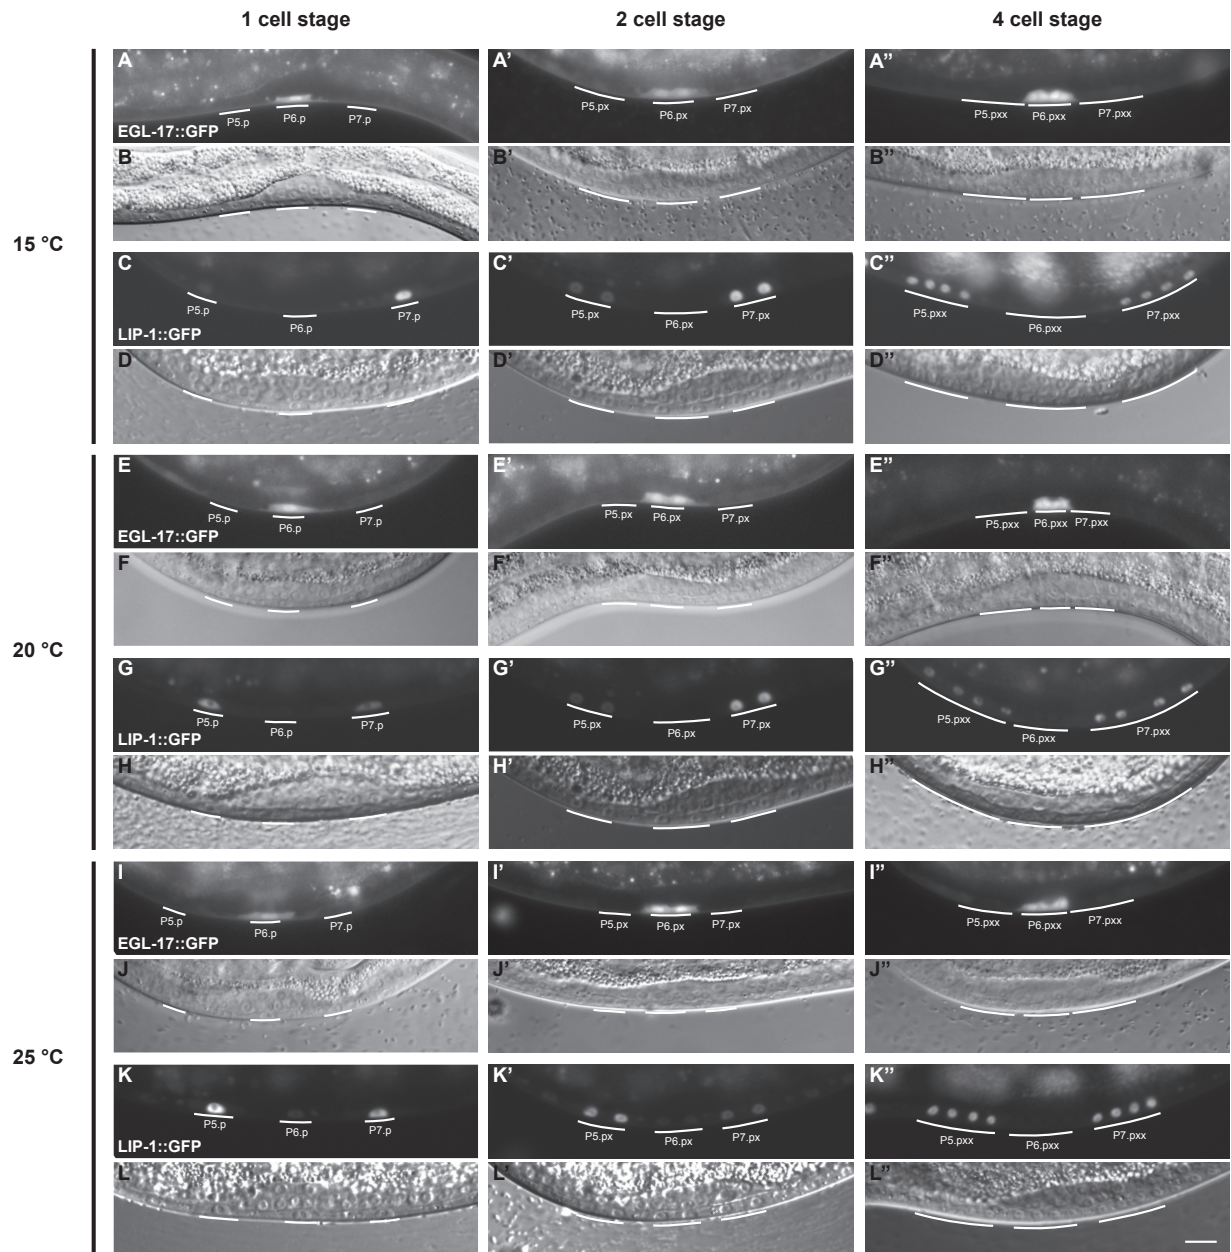 1 cell stage 2 cell stage 4 cell stage
15 °C
A A’ A’’
P5.p P6.p P7.p P5.px P6.px P7.px P5.pxx P6.pxx P7.pxx
EGL-17::GFP
B B’ B’’
C C’ C’’
P5.p P6.p P7.p P5.px P6.px P7.px P5.pxx P6.pxx P7.pxx
LIP-1::GFP
D D’ D’’
20 °C
E E’ E’’
P5.p P6.p P7.p P5.px P6.px P7.px P5.pxx P6.pxx P7.pxx
EGL-17::GFP
F F’ F’’
G G’ G’’
P5.p P6.p P7.p P5.px P6.px P7.px P5.pxx P6.pxx P7.pxx
LIP-1::GFP
H H’ H’’
25 °C
I I’ I’’
P5.p P6.p P7.p P5.px P6.px P7.px P5.pxx P6.pxx P7.pxx
EGL-17::GFP
J J’ J’’
K K’ K’’
P5.p P6.p P7.p P5.px P6.px P7.px P5.pxx P6.pxx P7.pxx
LIP-1::GFP
L L’ L’’